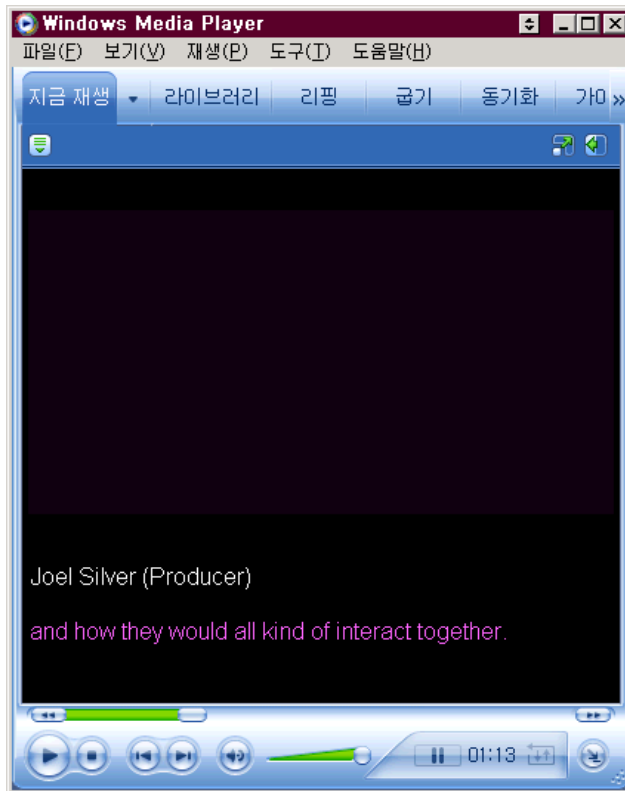 Windows Media Player
파일(F) 보기(V) 재생(P) 도구(T) 도움말(H)
지금 재생 라이브러리 리핑 굽기 동기화 가이 »
Joel Silver (Producer)
and how they would all kind of interact together.
01:13